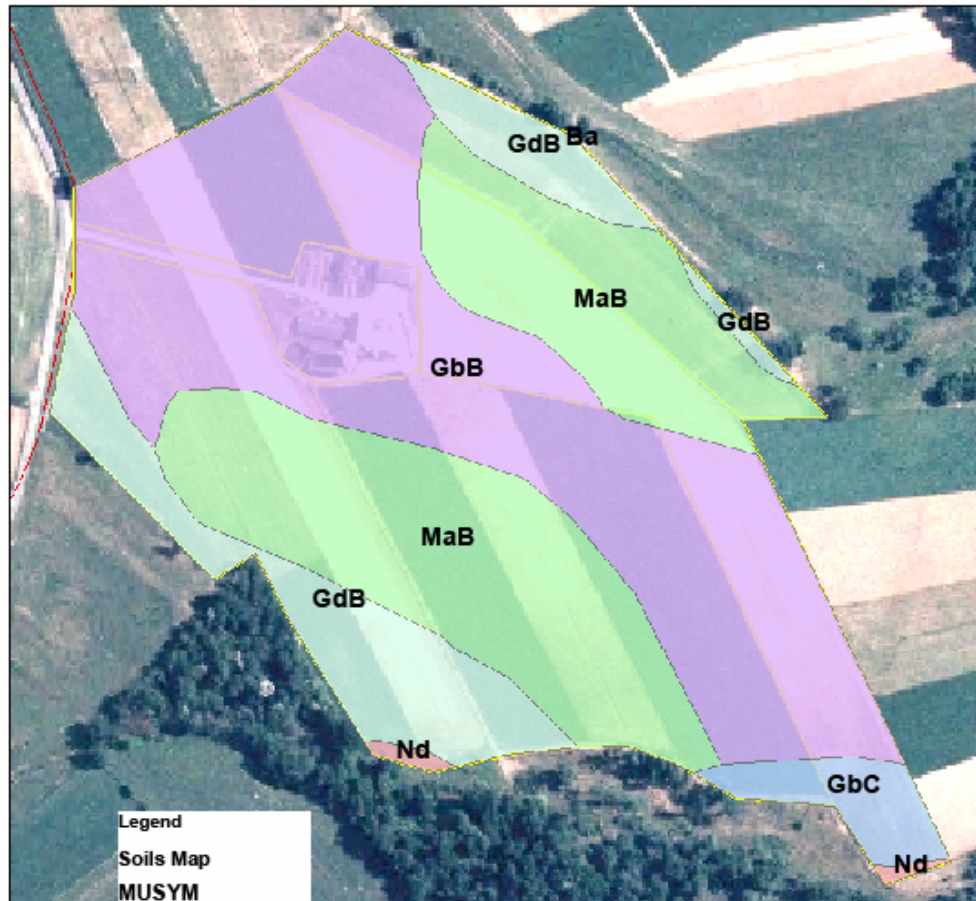 GdB Ba
MaB
GdB
GbB
MaB
GdB
Nd
GbC
Nd
Legend
Soils Map
MUSYM